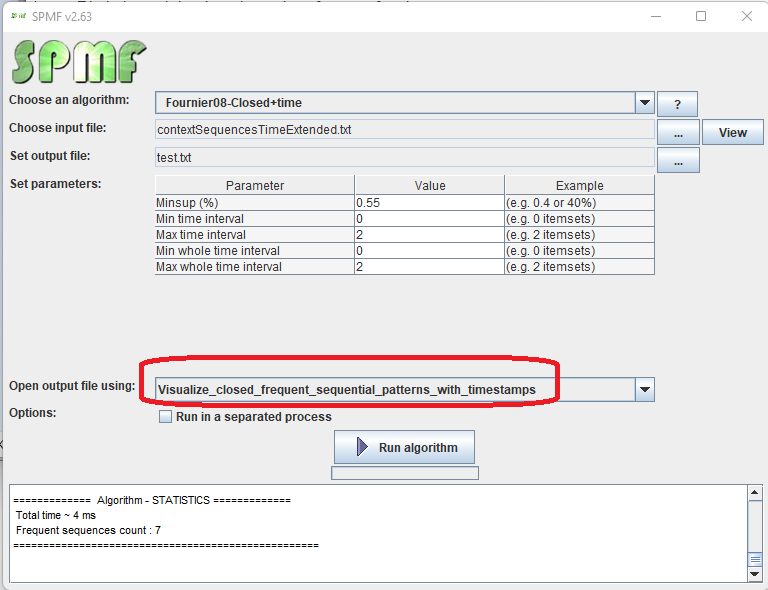 SPMF v2.63
SPMF
Choose an algorithm: Fournier08-Closed+time ?
Choose input file: contextSequencesTimeExtended.txt ... View
Set output file: test.txt ...
Set parameters: Parameter Value Example
Minsup (%) 0.55 (e.g. 0.4 or 40%)
Min time interval 0 (e.g. 0 itemsets)
Max time interval 2 (e.g. 2 itemsets)
Min whole time interval 0 (e.g. 0 itemsets)
Max whole time interval 2 (e.g. 2 itemsets)
Open output file using: Visualize_closed_frequent_sequential_patterns_with_timestamps
Options: Run in a separated process
Run algorithm
============= Algorithm - STATISTICS =============
Total time ~ 4 ms
Frequent sequences count : 7
===================================================